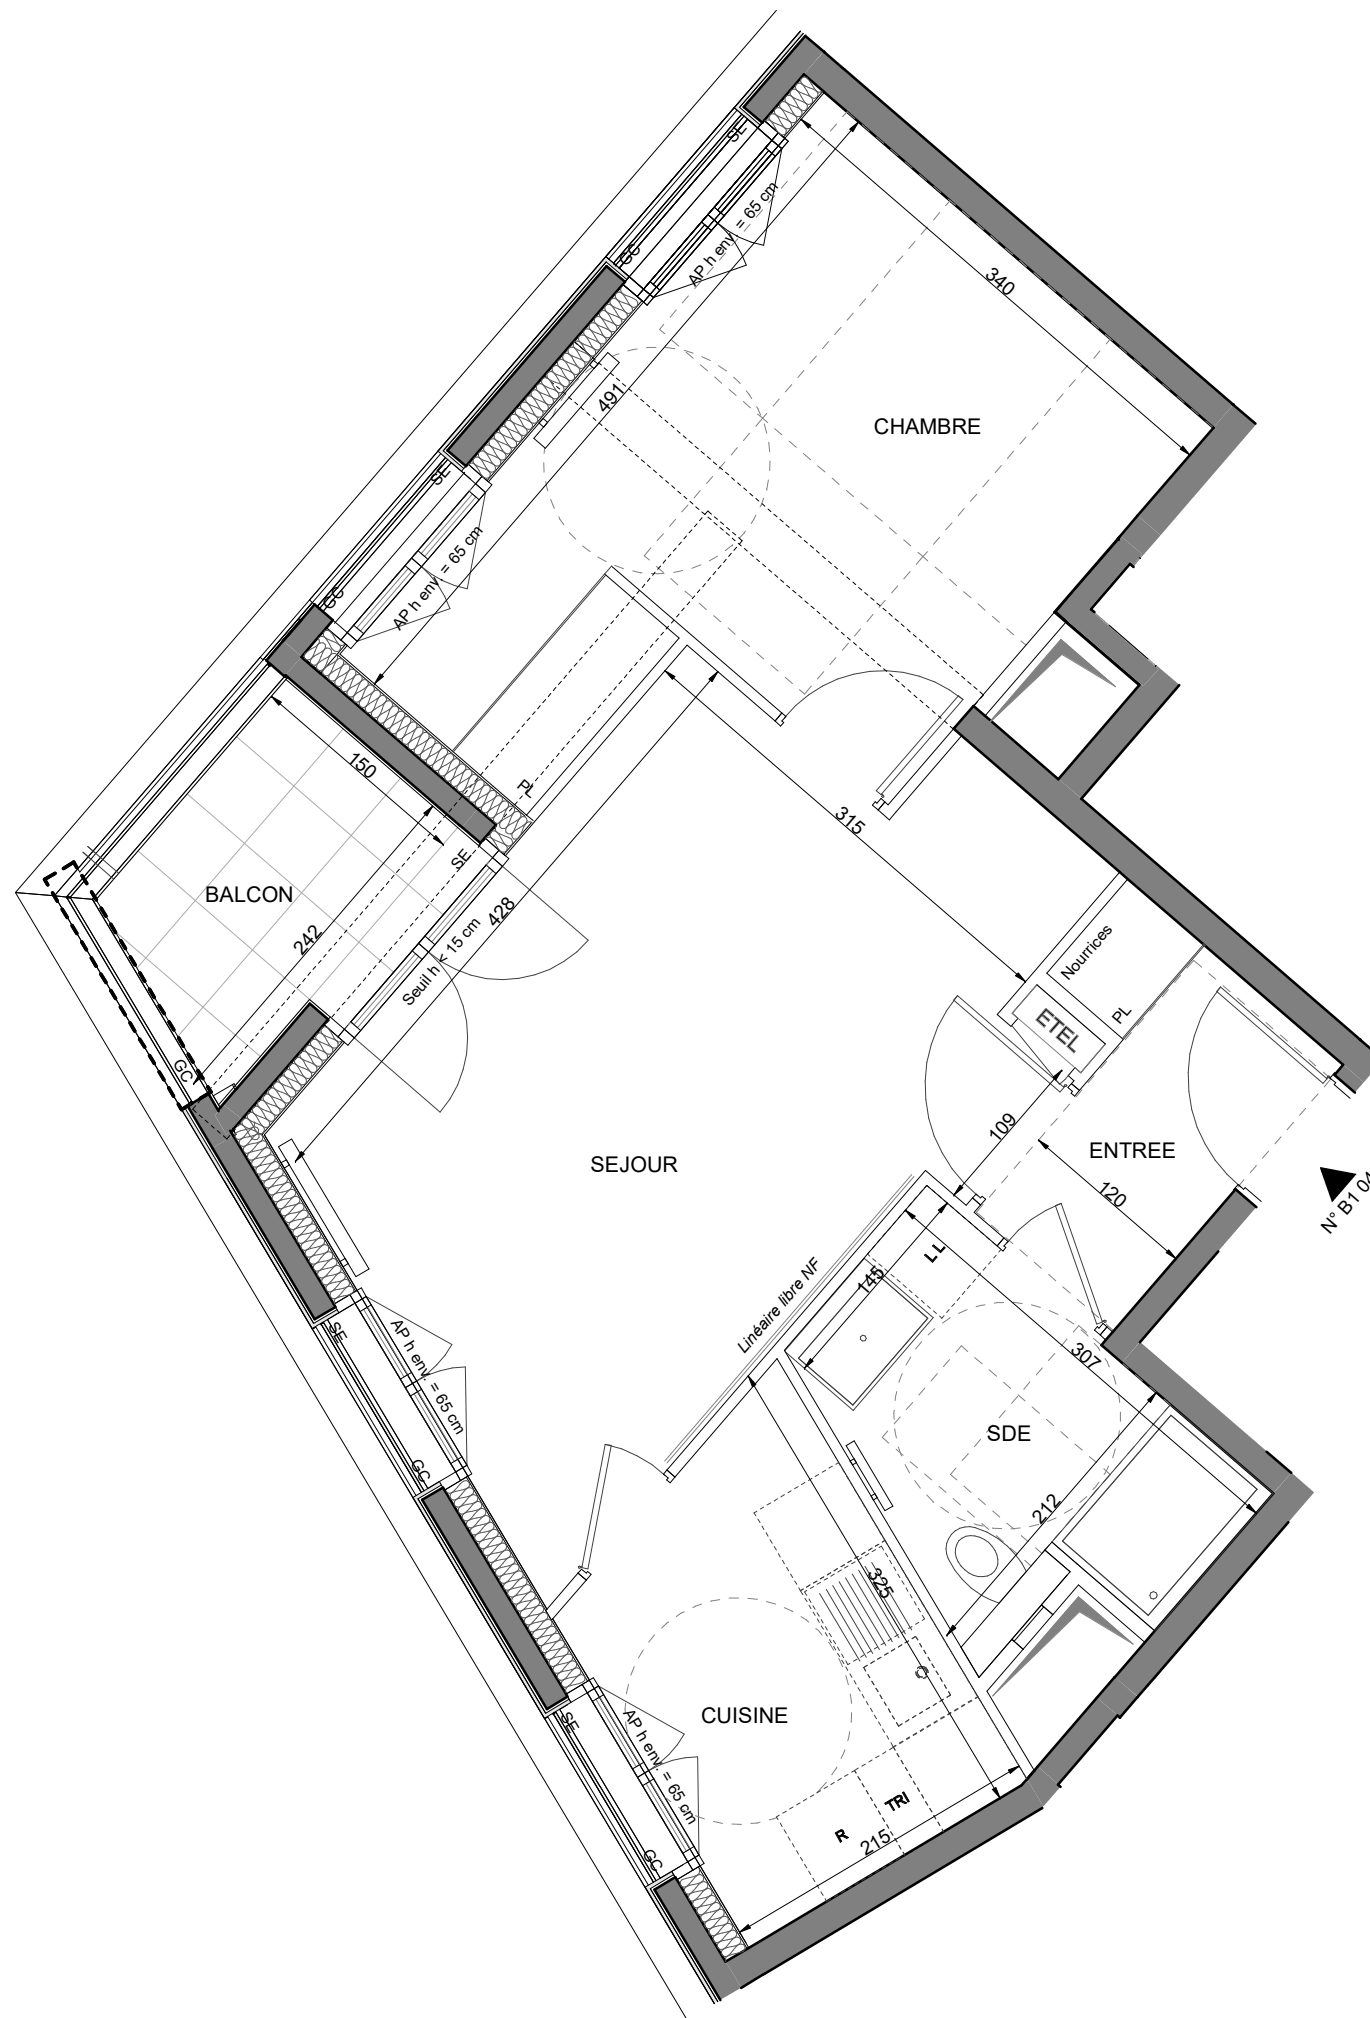 SE
AP h env. = 65 cm
GC
340
491
CHAMBRE
SE
AP h env. = 65 cm
GC
150
PL
315
BALCON
SE
428
242
Seuil h < 15 cm
Nourrices
PL
ETEL
GC
109
ENTREE
120
N° B1 04
SEJOUR
Linéaire libre NF
LL
145
SE
AP h env. = 65 cm
GC
307
SDE
212
325
SE
CUISINE
AP h env. = 65 cm
GC
TRI
R
215